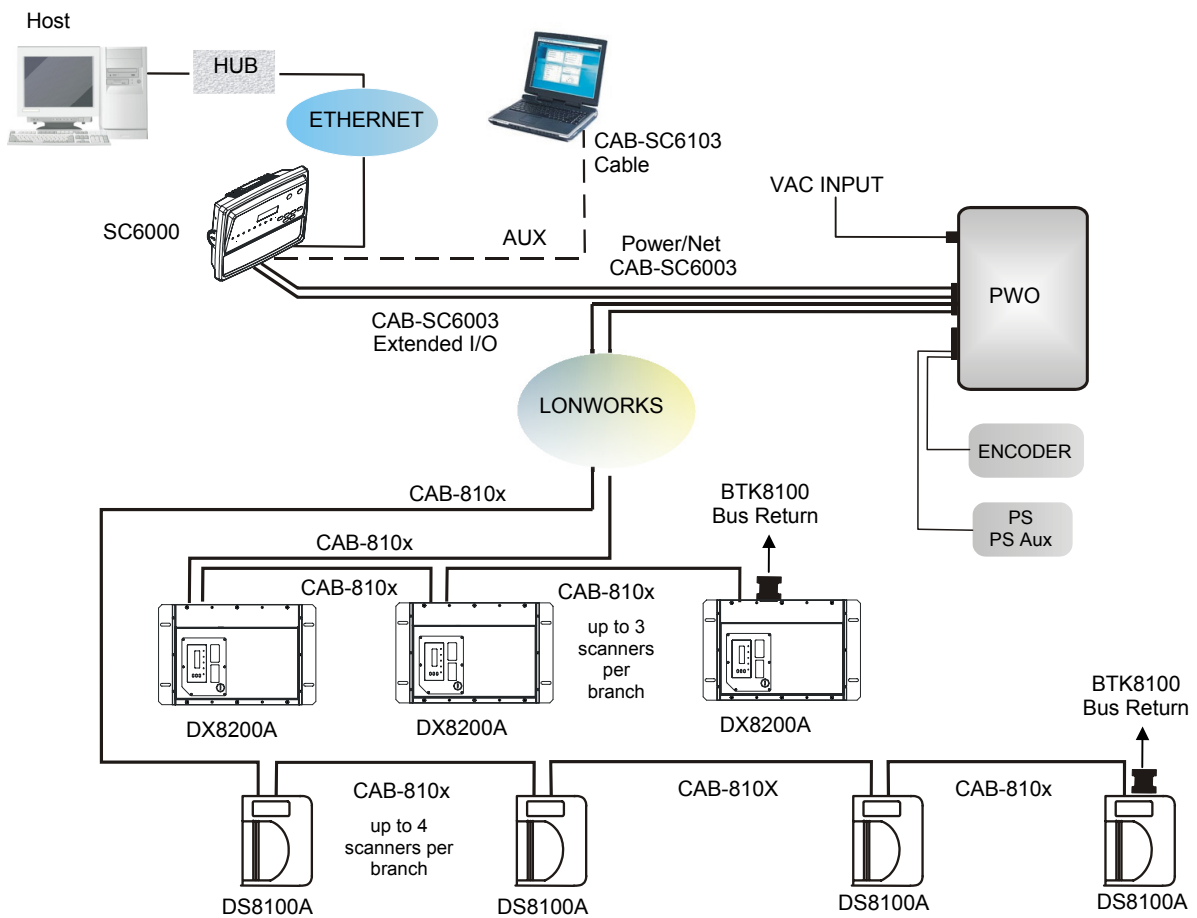 Host
HUB
ETHERNET
CAB-SC6103
Cable
VAC INPUT
SC6000
AUX
Power/Net
CAB-SC6003
PWO
CAB-SC6003
Extended I/O
LONWORKS
ENCODER
PS
PS Aux
CAB-810x
BTK8100
Bus Return
CAB-810x
CAB-810x
CAB-810x
up to 3
scanners
per
branch
DX8200A
DX8200A
DX8200A
BTK8100
Bus Return
CAB-810x
up to 4
scanners per
branch
CAB-810X
CAB-810x
DS8100A
DS8100A
DS8100A
DS8100A